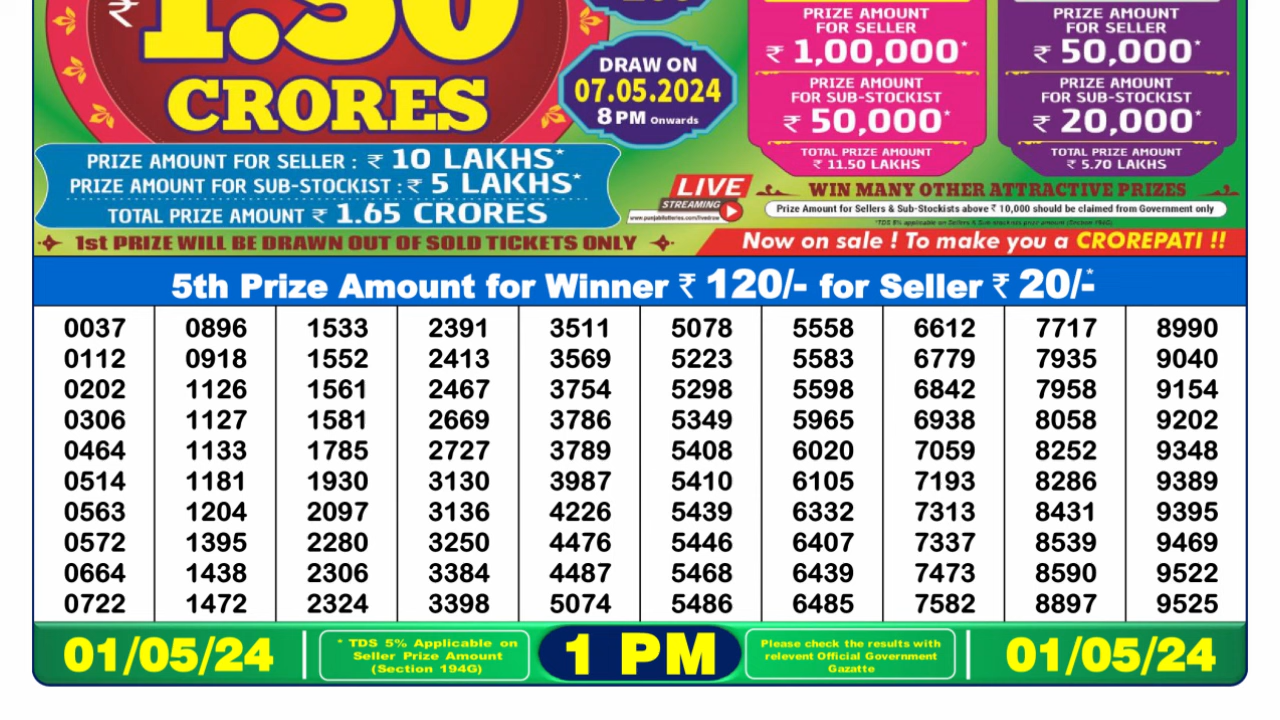 ₹ 1.50
CRORES
PRIZE AMOUNT FOR SELLER : ₹ 10 LAKHS*
PRIZE AMOUNT FOR SUB-STOCKIST : ₹ 5 LAKHS*
TOTAL PRIZE AMOUNT ₹ 1.65 CRORES
1st PRIZE WILL BE DRAWN OUT OF SOLD TICKETS ONLY
DRAW ON
07.05.2024
8 PM Onwards
PRIZE AMOUNT
FOR SELLER
₹ 1,00,000*
PRIZE AMOUNT
FOR SUB-STOCKIST
₹ 50,000*
TOTAL PRIZE AMOUNT
₹ 11.50 LAKHS
PRIZE AMOUNT
FOR SELLER
₹ 50,000*
PRIZE AMOUNT
FOR SUB-STOCKIST
₹ 20,000*
TOTAL PRIZE AMOUNT
₹ 5.70 LAKHS
LIVE
STREAMING
www.punjablotteries.com/livedraw
WIN MANY OTHER ATTRACTIVE PRIZES
Prize Amount for Sellers & Sub-Stockists above ₹ 10,000 should be claimed from Government only
Now on sale ! To make you a CROREPATI !!
5th Prize Amount for Winner ₹ 120/- for Seller ₹ 20/-*
0037 0896 1533 2391 3511 5078 5558 6612 7717 8990
0112 0918 1552 2413 3569 5223 5583 6779 7935 9040
0202 1126 1561 2467 3754 5298 5598 6842 7958 9154
0306 1127 1581 2669 3786 5349 5965 6938 8058 9202
0464 1133 1785 2727 3789 5408 6020 7059 8252 9348
0514 1181 1930 3130 3987 5410 6105 7193 8286 9389
0563 1204 2097 3136 4226 5439 6332 7313 8431 9395
0572 1395 2280 3250 4476 5446 6407 7337 8539 9469
0664 1438 2306 3384 4487 5468 6439 7473 8590 9522
0722 1472 2324 3398 5074 5486 6485 7582 8897 9525
01/05/24
* TDS 5% Applicable on
Seller Prize Amount
(Section 194G)
1 PM
Please check the results with
relevent Official Government
Gazatte
01/05/24